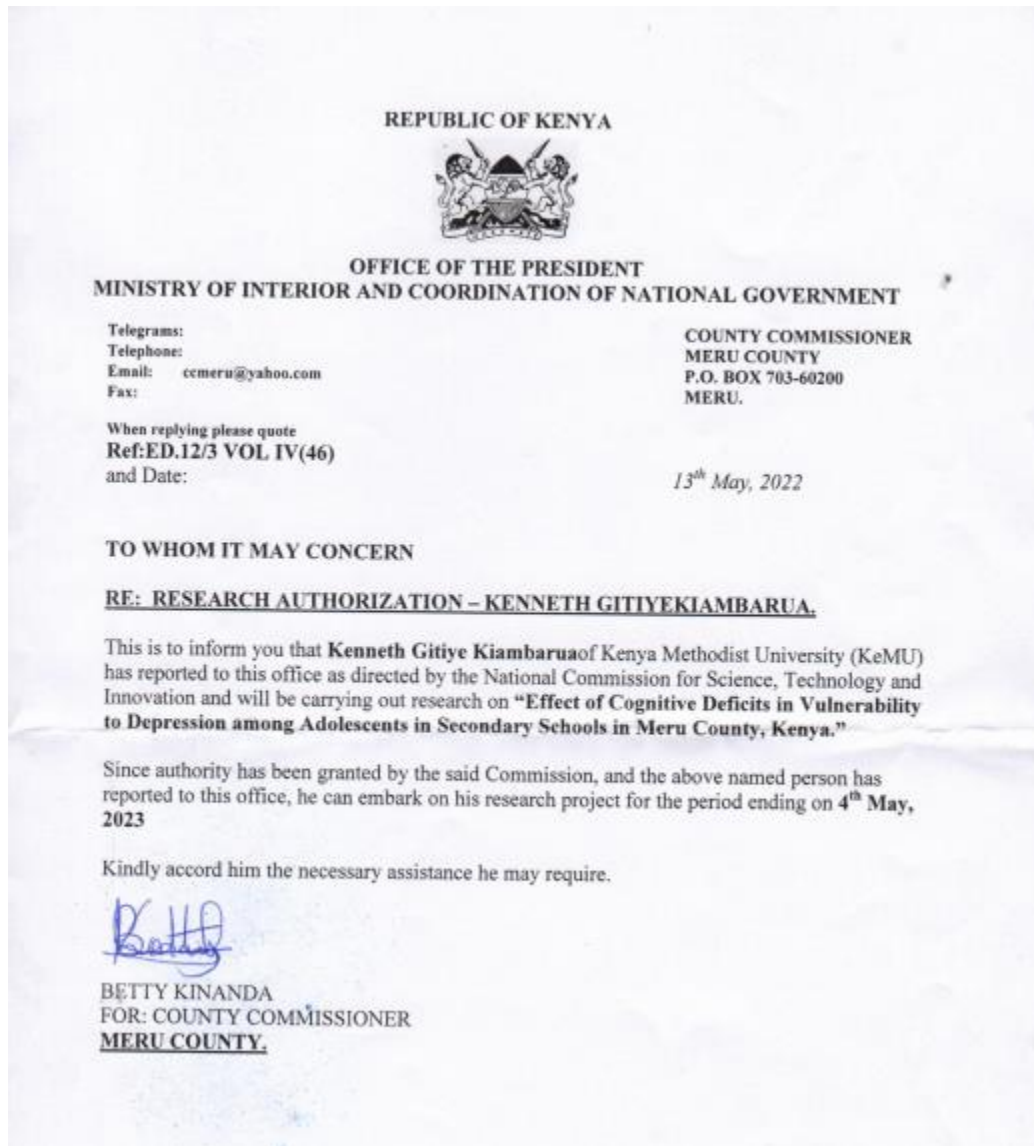 REPUBLIC OF KENYA
OFFICE OF THE PRESIDENT
MINISTRY OF INTERIOR AND COORDINATION OF NATIONAL GOVERNMENT
Telegrams:
Telephone:
Email: ccmeru@yahoo.com
Fax:
COUNTY COMMISSIONER
MERU COUNTY
P.O. BOX 703-60200
MERU.
When replying please quote
Ref:ED.12/3 VOL IV(46)
and Date:
13th May, 2022
TO WHOM IT MAY CONCERN
RE: RESEARCH AUTHORIZATION – KENNETH GITIYEKIAMBARUA.
This is to inform you that Kenneth Gitiye Kiambaruaof Kenya Methodist University (KeMU)
has reported to this office as directed by the National Commission for Science, Technology and
Innovation and will be carrying out research on “Effect of Cognitive Deficits in Vulnerability
to Depression among Adolescents in Secondary Schools in Meru County, Kenya.”
Since authority has been granted by the said Commission, and the above named person has
reported to this office, he can embark on his research project for the period ending on 4th May,
2023
Kindly accord him the necessary assistance he may require.
BETTY KINANDA
FOR: COUNTY COMMISSIONER
MERU COUNTY.